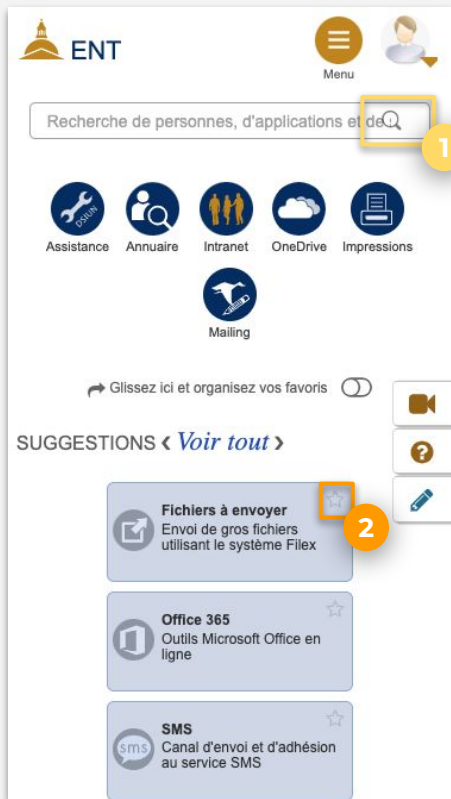 ENT
Menu
Recherche de personnes, d'applications et de
1
DSIUN
Assistance Annuaire Intranet OneDrive Impressions
Mailing
Glissez ici et organisez vos favoris
SUGGESTIONS ‹ Voir tout ›
Fichiers à envoyer
Envoi de gros fichiers
utilisant le système Filex
2
Office 365
Outils Microsoft Office en
ligne
sms
SMS
Canal d'envoi et d'adhésion
au service SMS